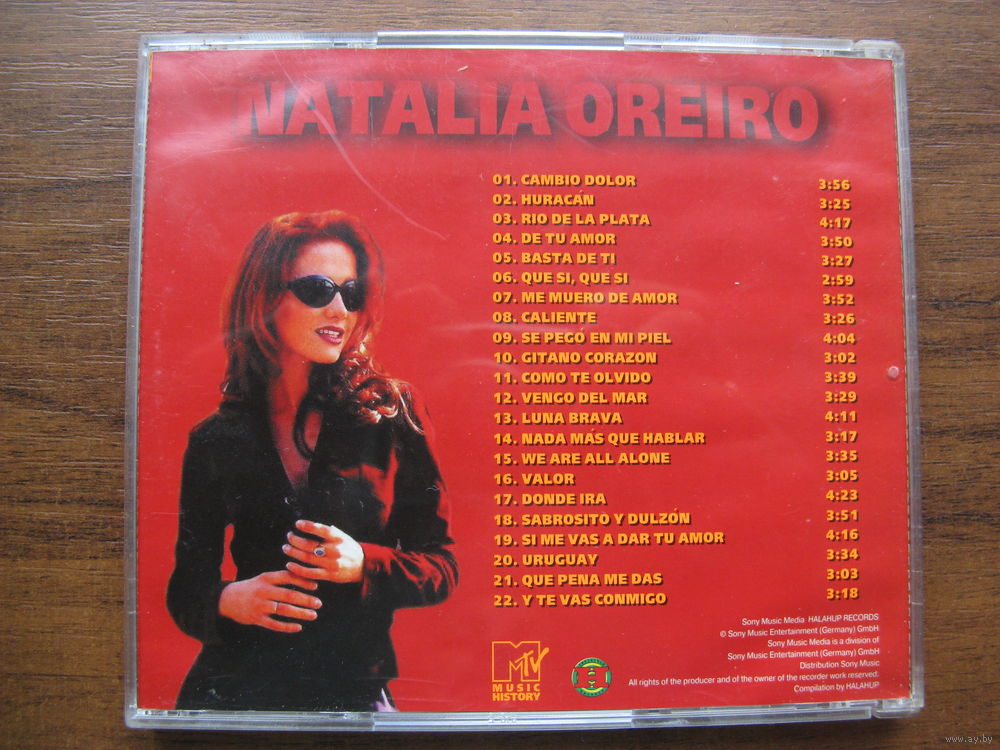 NATALIA OREIRO
01. CAMBIO DOLOR 3:56
02. HURACÁN 3:25
03. RIO DE LA PLATA 4:17
04. DE TU AMOR 3:50
05. BASTA DE TI 3:27
06. QUE SI, QUE SI 2:59
07. ME MUERO DE AMOR 3:52
08. CALIENTE 3:26
09. SE PEGÓ EN MI PIEL 4:04
10. GITANO CORAZON 3:02
11. COMO TE OLVIDO 3:39
12. VENGO DEL MAR 3:29
13. LUNA BRAVA 4:11
14. NADA MÁS QUE HABLAR 3:17
15. WE ARE ALL ALONE 3:35
16. VALOR 3:05
17. DONDE IRA 4:23
18. SABROSITO Y DULZÓN 3:51
19. SI ME VAS A DAR TU AMOR 4:16
20. URUGUAY 3:34
21. QUE PENA ME DAS 3:03
22. Y TE VAS CONMIGO 3:18
MTV
MUSIC
HISTORY
Sony Music Media HALAHUP RECORDS
© Sony Music Entertainment (Germany) GmbH
Sony Music Media is a division of
Sony Music Entertainment (Germany) GmbH
Distribution Sony Music
All rights of the producer and of the owner of the recorder work reserved.
Compilation by HALAHUP
www.ay.by